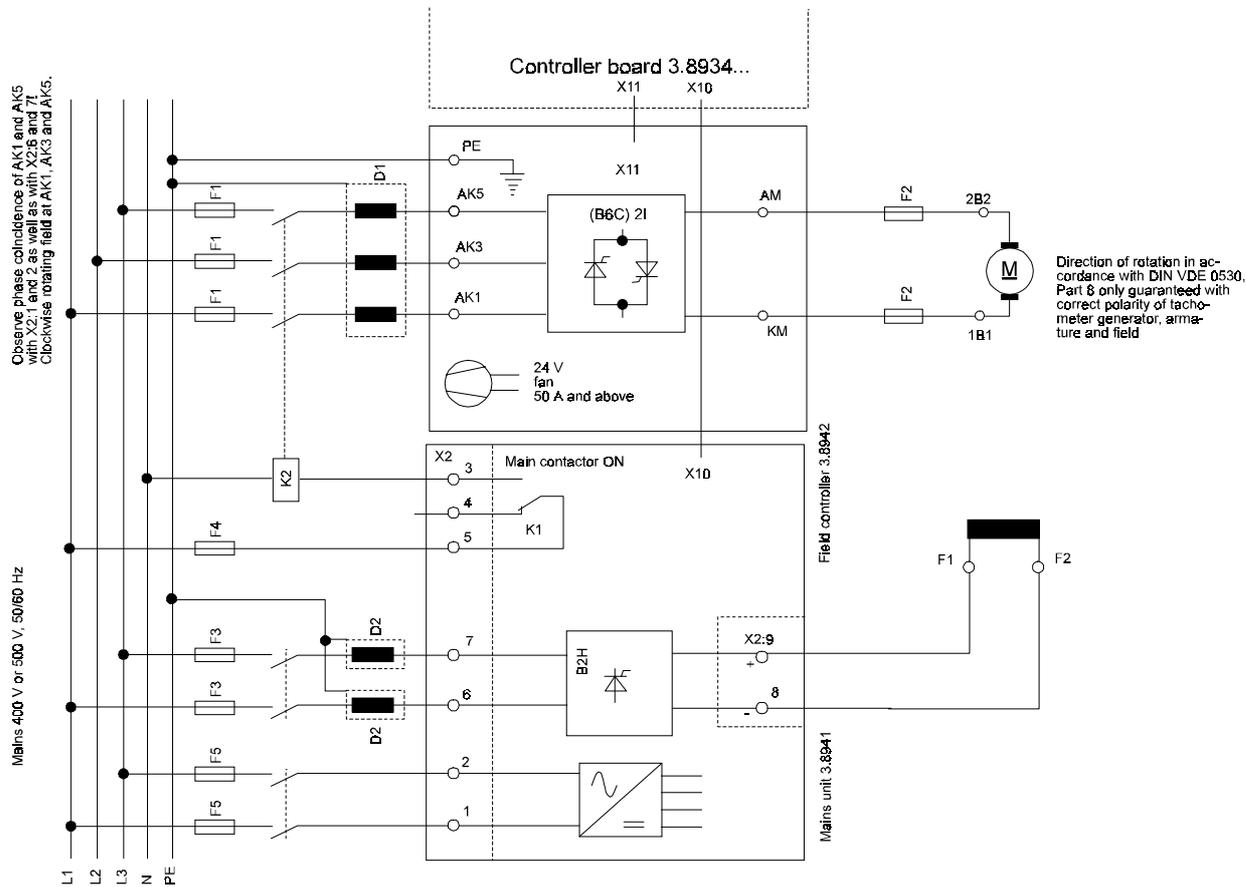 Controller board 3.8934...
X11
X10
Observe phase coincidence of AK1 and AK5
with X2:1 and 2 as well as with X2:6 and 7!
Clockwise rotating field at AK1, AK3 and AK5.
PE
D1
X11
F1
AK5
(B6C) 2I
AM
F2
2B2
F1
AK3
M
Direction of rotation in ac-
cordance with DIN VDE 0530,
Part 8 only guaranteed with
correct polarity of tacho-
meter generator, arma-
ture and field
F1
AK1
KM
F2
1B1
24 V
fan
50 A and above
X2
Main contactor ON
X10
Field controller 3.8942
K2
3
4
K1
F4
5
F1
F2
Mains 400 V or 500 V, 50/60 Hz
F3
D2
7
B2H
X2:9
+
F3
D2
6
8
-
F5
2
Mains unit 3.8941
F5
1
L1
L2
L3
N
PE